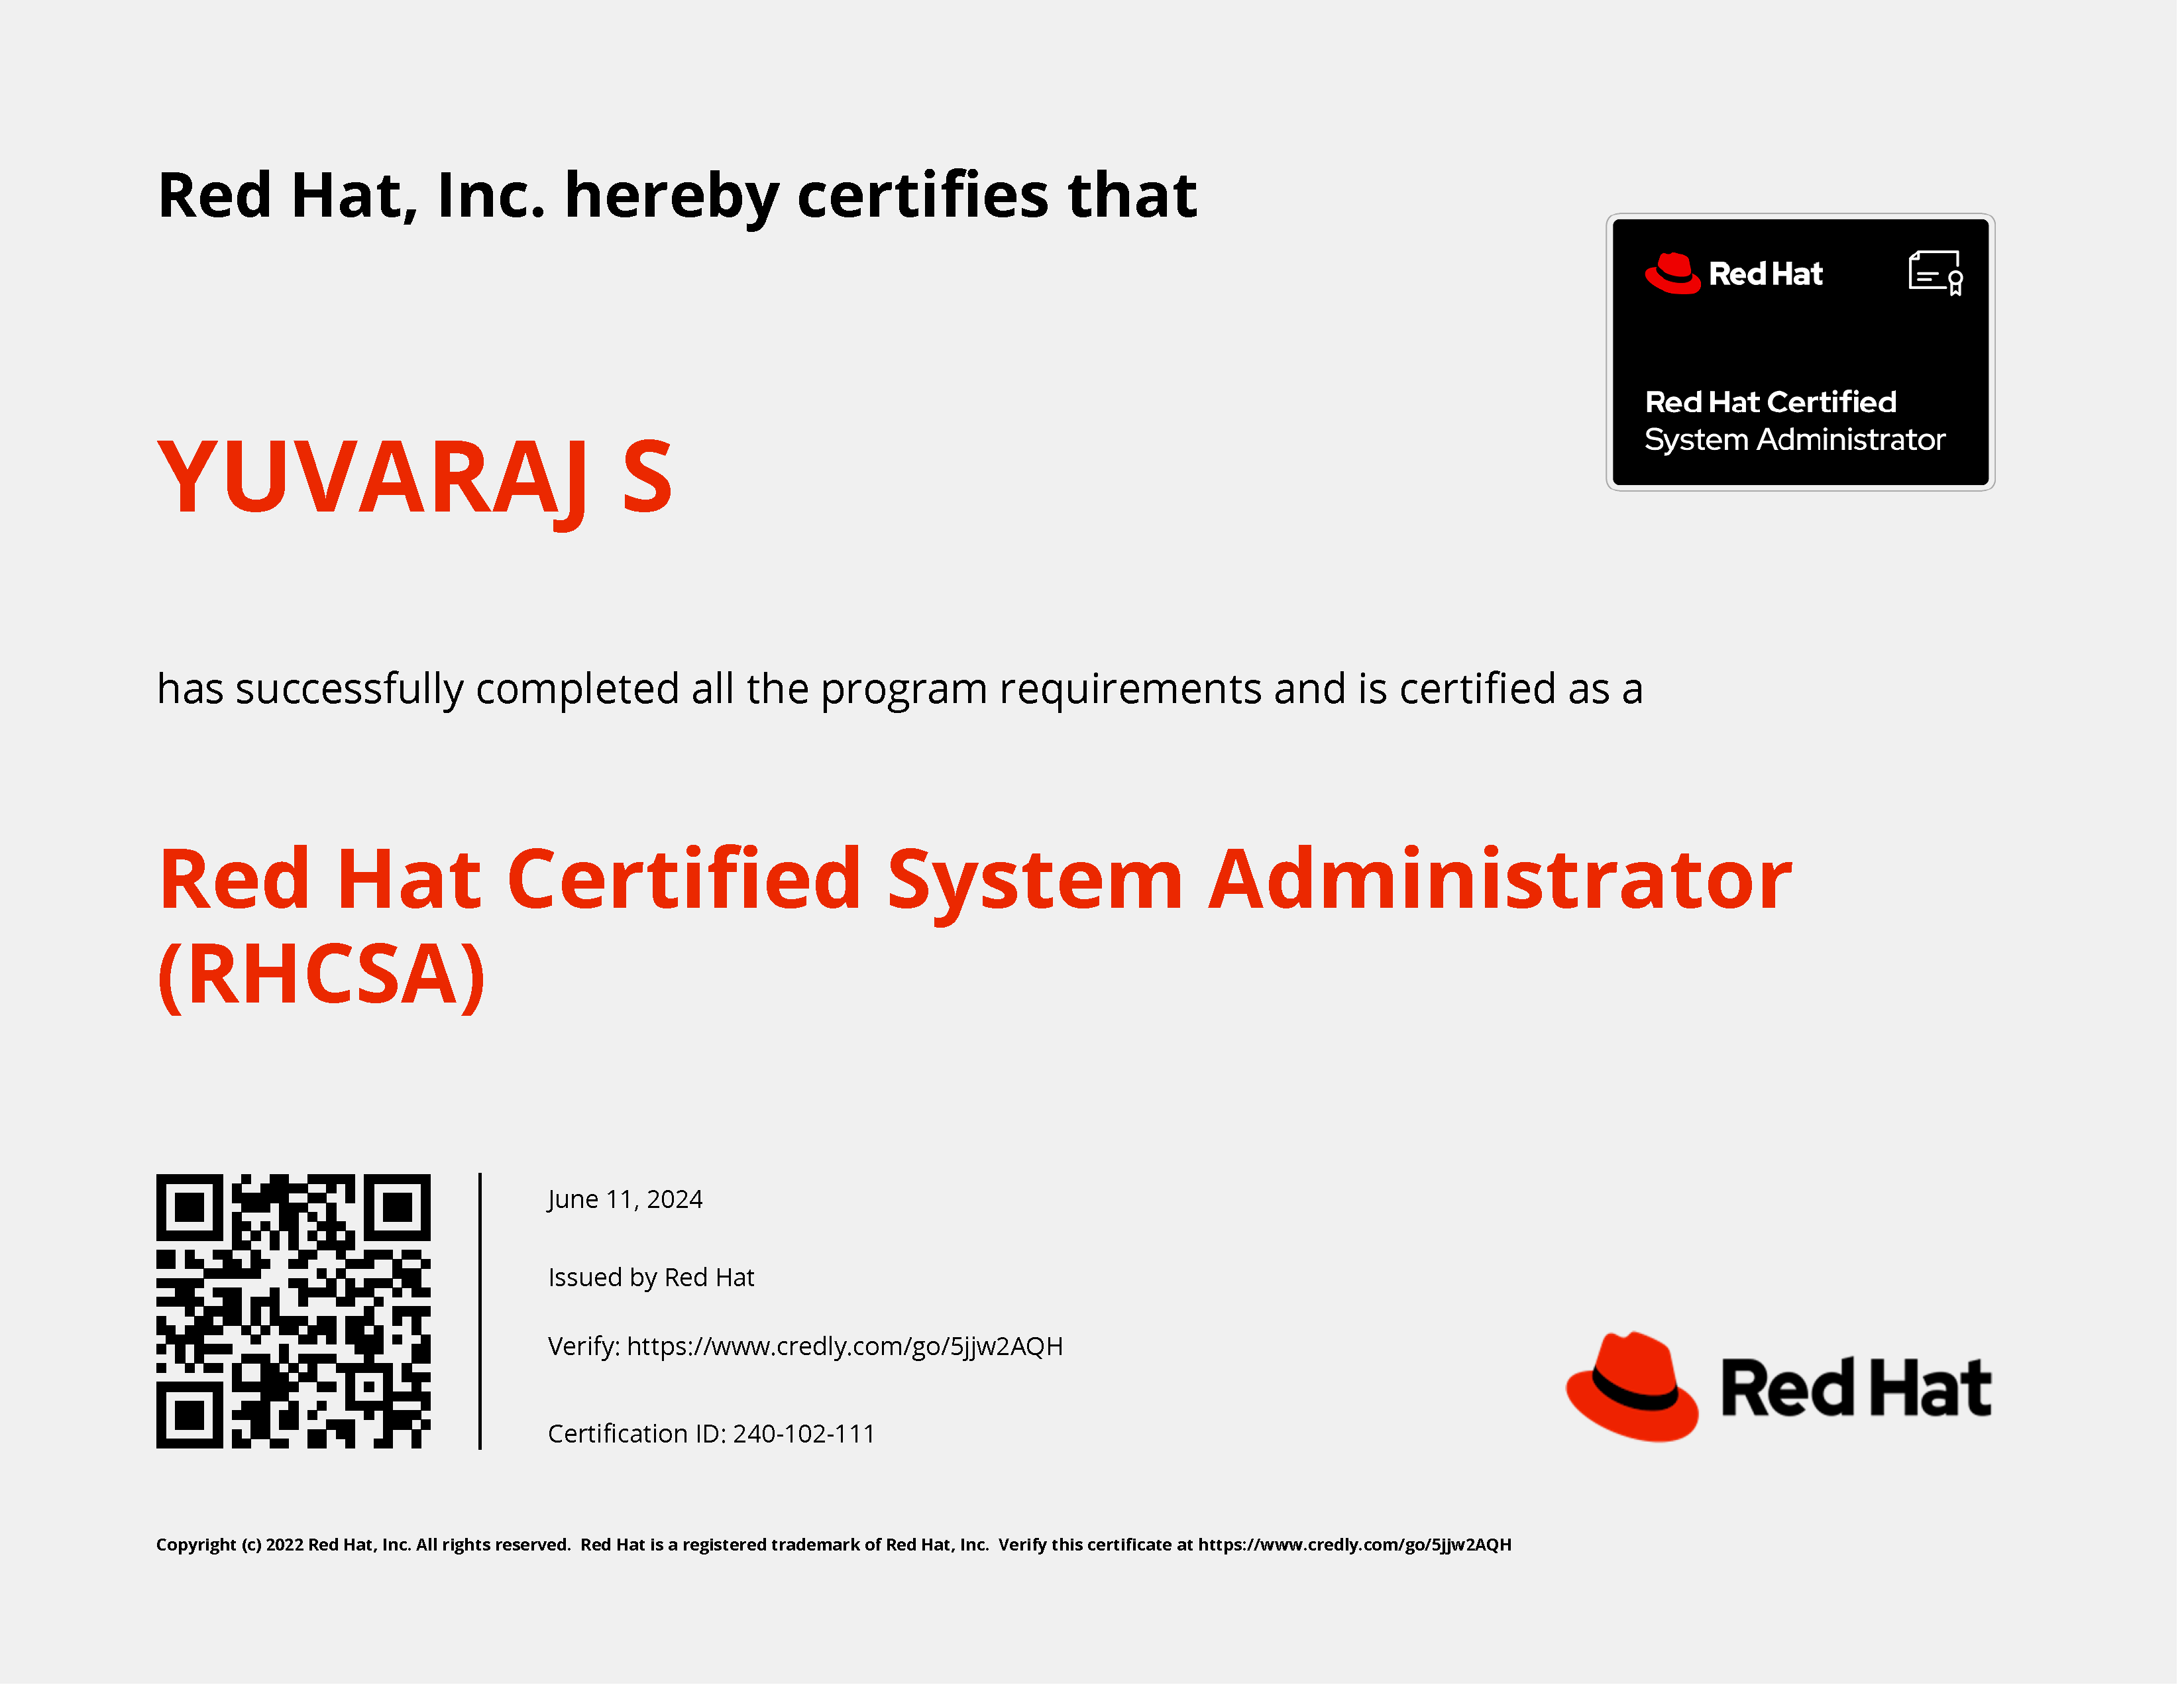 Red Hat, Inc. hereby certifies that
Red Hat
Red Hat Certified
System Administrator
YUVARAJ S
has successfully completed all the program requirements and is certified as a
Red Hat Certified System Administrator
(RHCSA)
June 11, 2024
Issued by Red Hat
Verify: https://www.credly.com/go/5jjw2AQH
Certification ID: 240-102-111
Red Hat
Copyright (c) 2022 Red Hat, Inc. All rights reserved.  Red Hat is a registered trademark of Red Hat, Inc.  Verify this certificate at https://www.credly.com/go/5jjw2AQH